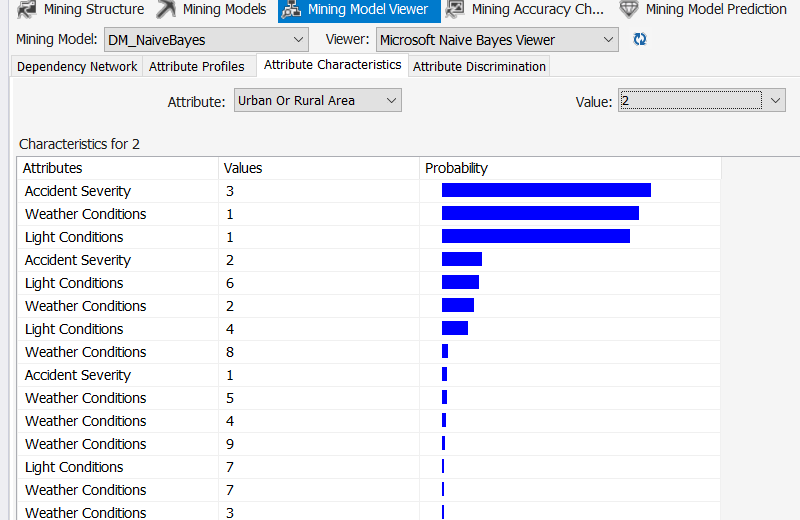 Mining Structure Mining Models Mining Model Viewer Mining Accuracy Ch... Mining Model Prediction
Mining Model: DM_NaiveBayes Viewer: Microsoft Naive Bayes Viewer
Dependency Network Attribute Profiles Attribute Characteristics Attribute Discrimination
Attribute: Urban Or Rural Area Value: 2
Characteristics for 2
Attributes Values Probability
Accident Severity 3
Weather Conditions 1
Light Conditions 1
Accident Severity 2
Light Conditions 6
Weather Conditions 2
Light Conditions 4
Weather Conditions 8
Accident Severity 1
Weather Conditions 5
Weather Conditions 4
Weather Conditions 9
Light Conditions 7
Weather Conditions 7
Weather Conditions 3